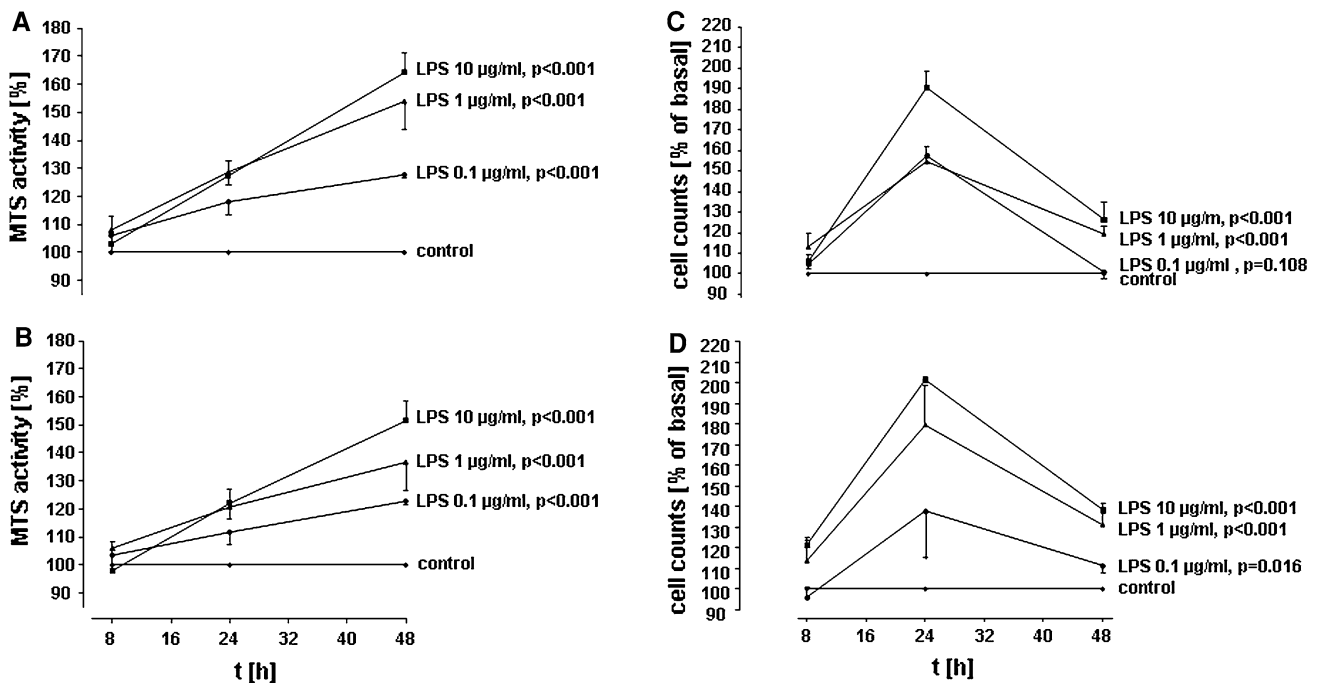 A
MTS activity [%]
180
170
160
150
140
130
120
110
100
90
LPS 10 µg/ml, p<0.001
LPS 1 µg/ml, p<0.001
LPS 0.1 µg/ml, p<0.001
control
B
MTS activity [%]
180
170
160
150
140
130
120
110
100
90
LPS 10 µg/ml, p<0.001
LPS 1 µg/ml, p<0.001
LPS 0.1 µg/ml, p<0.001
control
8 16 24 32 40 48
t [h]
C
cell counts [% of basal]
220
210
200
190
180
170
160
150
140
130
120
110
100
90
LPS 10 µg/m, p<0.001
LPS 1 µg/ml, p<0.001
LPS 0.1 µg/ml , p=0.108
control
D
cell counts [% of basal]
220
210
200
190
180
170
160
150
140
130
120
110
100
90
LPS 10 µg/ml, p<0.001
LPS 1 µg/ml, p<0.001
LPS 0.1 µg/ml, p=0.016
control
8 16 24 32 40 48
t [h]